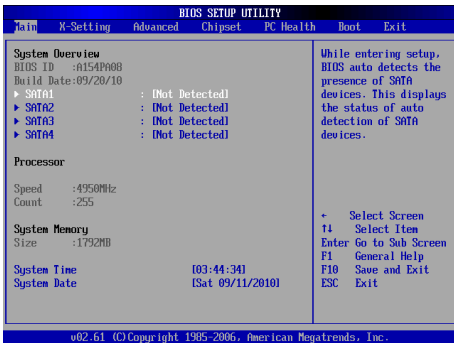 BIOS SETUP UTILITY
Main X-Setting Advanced Chipset PC Health Boot Exit
System Overview
BIOS ID :A154PA08
Build Date:09/20/10
▶ SATA1 : [Not Detected]
▶ SATA2 : [Not Detected]
▶ SATA3 : [Not Detected]
▶ SATA4 : [Not Detected]
Processor
Speed :4950MHz
Count :255
System Memory
Size :1792MB
System Time [03:44:34]
System Date [Sat 09/11/2010]
While entering setup,
BIOS auto detects the
presence of SATA
devices. This displays
the status of auto
detection of SATA
devices.
← Select Screen
↑↓ Select Item
Enter Go to Sub Screen
F1 General Help
F10 Save and Exit
ESC Exit
v02.61 (C)Copyright 1985-2006, American Megatrends, Inc.